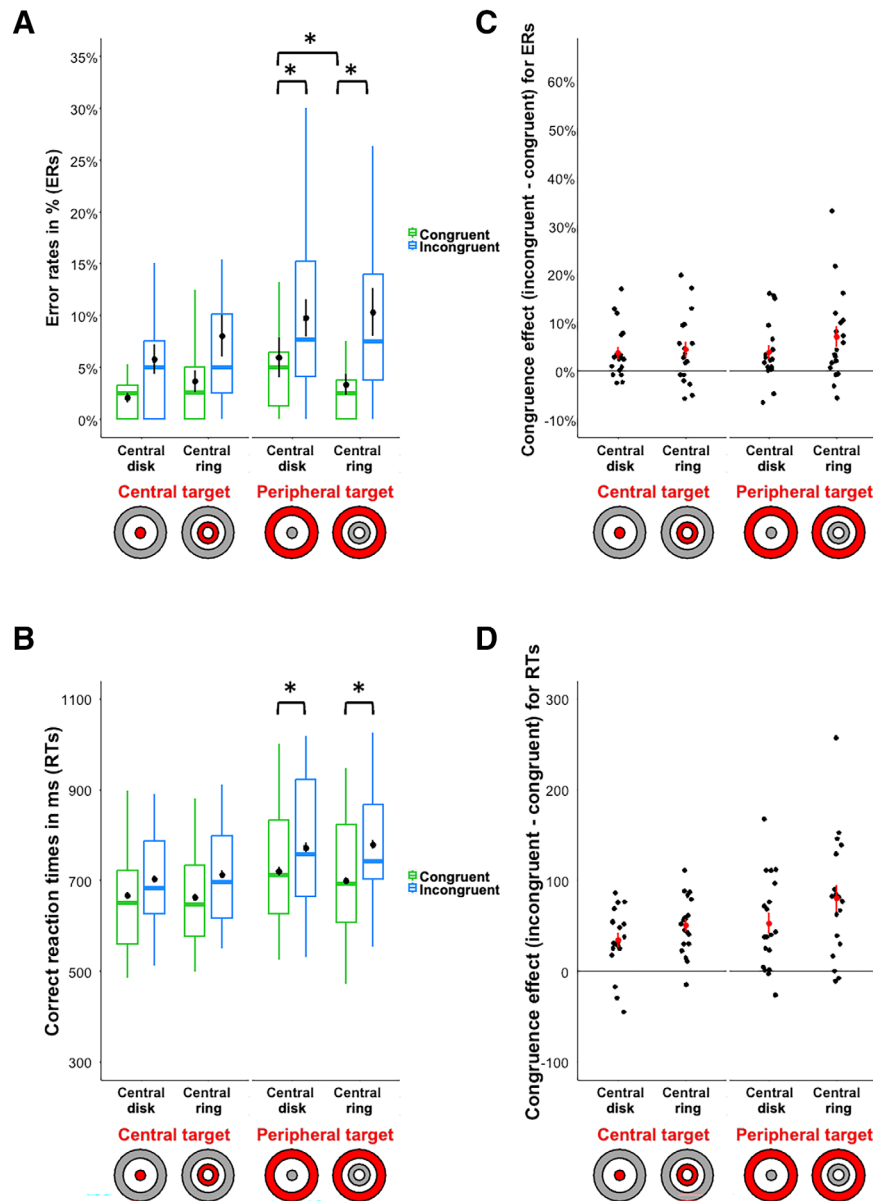 A
Error rates in % (ERs)
35%
30%
25%
20%
15%
10%
5%
0%
*
*
*
Congruent
Incongruent
Central disk
Central ring
Central disk
Central ring
Central target
Peripheral target
C
Congruence effect (incongruent - congruent) for ERs
60%
50%
40%
30%
20%
10%
0%
-10%
Central disk
Central ring
Central disk
Central ring
Central target
Peripheral target
B
Correct reaction times in ms (RTs)
1100
900
700
500
300
*
*
Congruent
Incongruent
Central disk
Central ring
Central disk
Central ring
Central target
Peripheral target
D
Congruence effect (incongruent - congruent) for RTs
300
200
100
0
-100
Central disk
Central ring
Central disk
Central ring
Central target
Peripheral target